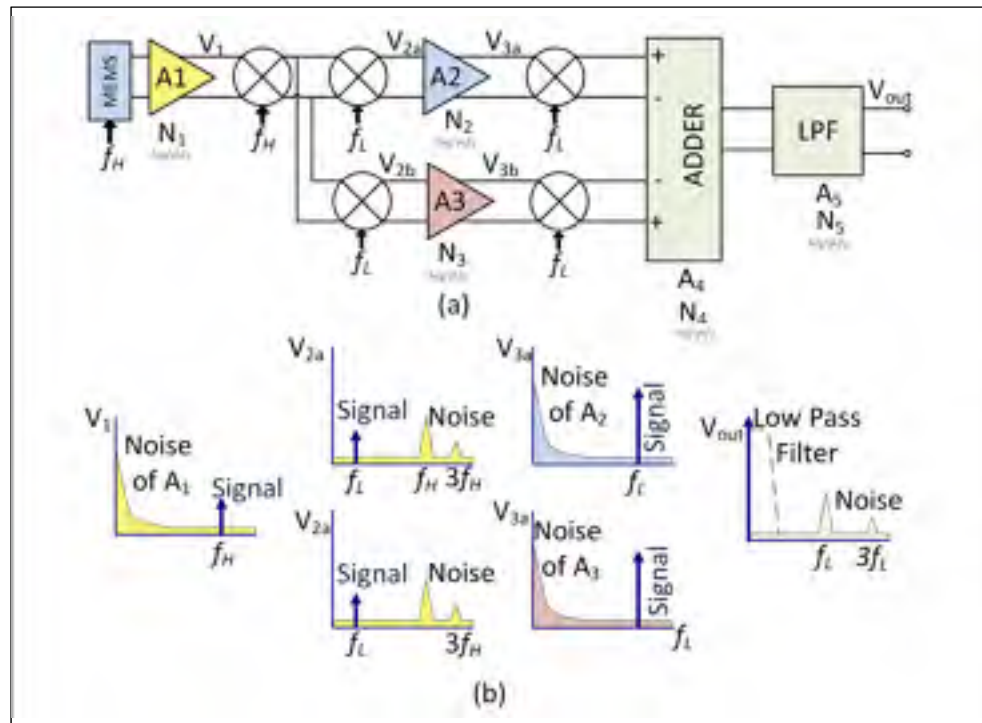 V1 V2a V3a
MEMS A1 A2
fH N1 fH fL N2 fL
+
-
ADDER
LPF
Vout
A5
N5
V2b V3b
A3
fL N3 fL
-
+
A4
N4
(a)
V1
Noise
of A1
Signal
fH
V2a
Signal Noise
fL fH 3fH
V3a
Noise
of A2
Signal
fL
V2a
Signal Noise
fL 3fH
V3a
Noise
of A3
Signal
fL
Vout
Low Pass
Filter
Noise
fL 3fL
(b)